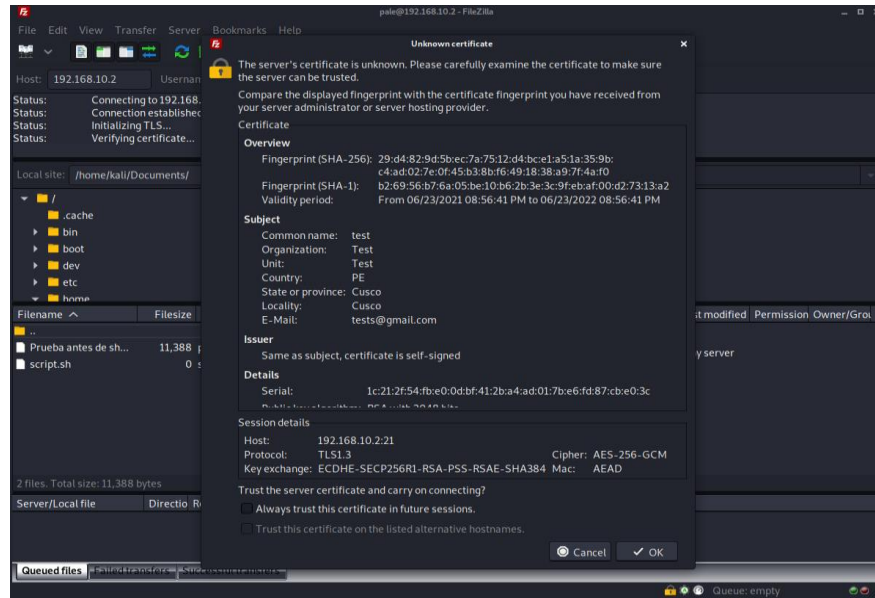 pale@192.168.10.2 - FileZilla
File Edit View Transfer Server Bookmarks Help
Unknown certificate
The server's certificate is unknown. Please carefully examine the certificate to make sure
the server can be trusted.
Compare the displayed fingerprint with the certificate fingerprint you have received from
your server administrator or server hosting provider.
Host: 192.168.10.2 Usernan
Status: Connecting to 192.168.
Status: Connection established
Status: Initializing TLS...
Status: Verifying certificate...
Local site: /home/kali/Documents/
/
.cache
bin
boot
dev
etc
home
Filename Filesize
..
Prueba antes de sh... 11,388
script.sh 0
2 files. Total size: 11,388 bytes
Server/Local file Directio
Certificate
Overview
Fingerprint (SHA-256): 29:d4:82:9d:5b:ec:7a:75:12:d4:bc:e1:a5:1a:35:9b:
c4:ad:02:7e:0f:45:b3:8b:f6:49:18:38:a9:7f:4a:f0
Fingerprint (SHA-1): b2:69:56:b7:6a:05:be:10:b6:2b:3e:3c:9f:eb:af:00:d2:73:13:a2
Validity period: From 06/23/2021 08:56:41 PM to 06/23/2022 08:56:41 PM
Subject
Common name: test
Organization: Test
Unit: Test
Country: PE
State or province: Cusco
Locality: Cusco
E-Mail: tests@gmail.com
Issuer
Same as subject, certificate is self-signed
Details
Serial: 1c:21:2f:54:fb:e0:0d:bf:41:2b:a4:ad:01:7b:e6:fd:87:cb:e0:3c
Session details
Host: 192.168.10.2:21
Protocol: TLS1.3 Cipher: AES-256-GCM
Key exchange: ECDHE-SECP256R1-RSA-PSS-RSAE-SHA384 Mac: AEAD
Trust the server certificate and carry on connecting?
Always trust this certificate in future sessions.
Trust this certificate on the listed alternative hostnames.
Cancel OK
st modified Permission Owner/Grou
y server
Queued files Failed transfers Successful transfers
Queue: empty